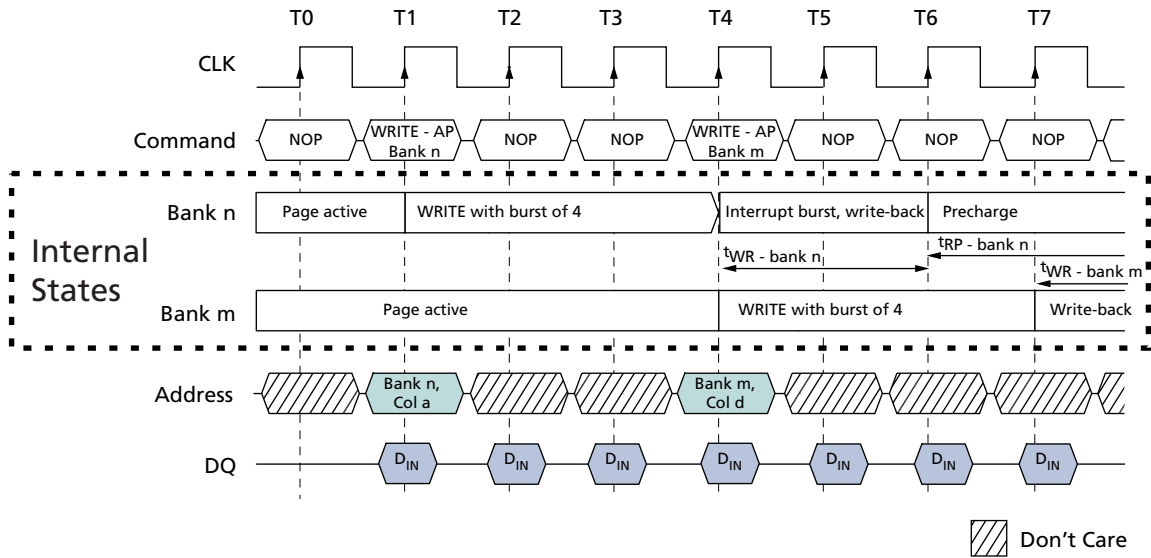 T0 T1 T2 T3 T4 T5 T6 T7
CLK
Command NOP WRITE - AP Bank n NOP NOP WRITE - AP Bank m NOP NOP NOP
Internal States
Bank n Page active WRITE with burst of 4 Interrupt burst, write-back Precharge
tWR - bank n tRP - bank n
tWR - bank m
Bank m Page active WRITE with burst of 4 Write-back
Address Bank n, Col a Bank m, Col d
DQ DIN DIN DIN DIN DIN DIN DIN
Don't Care